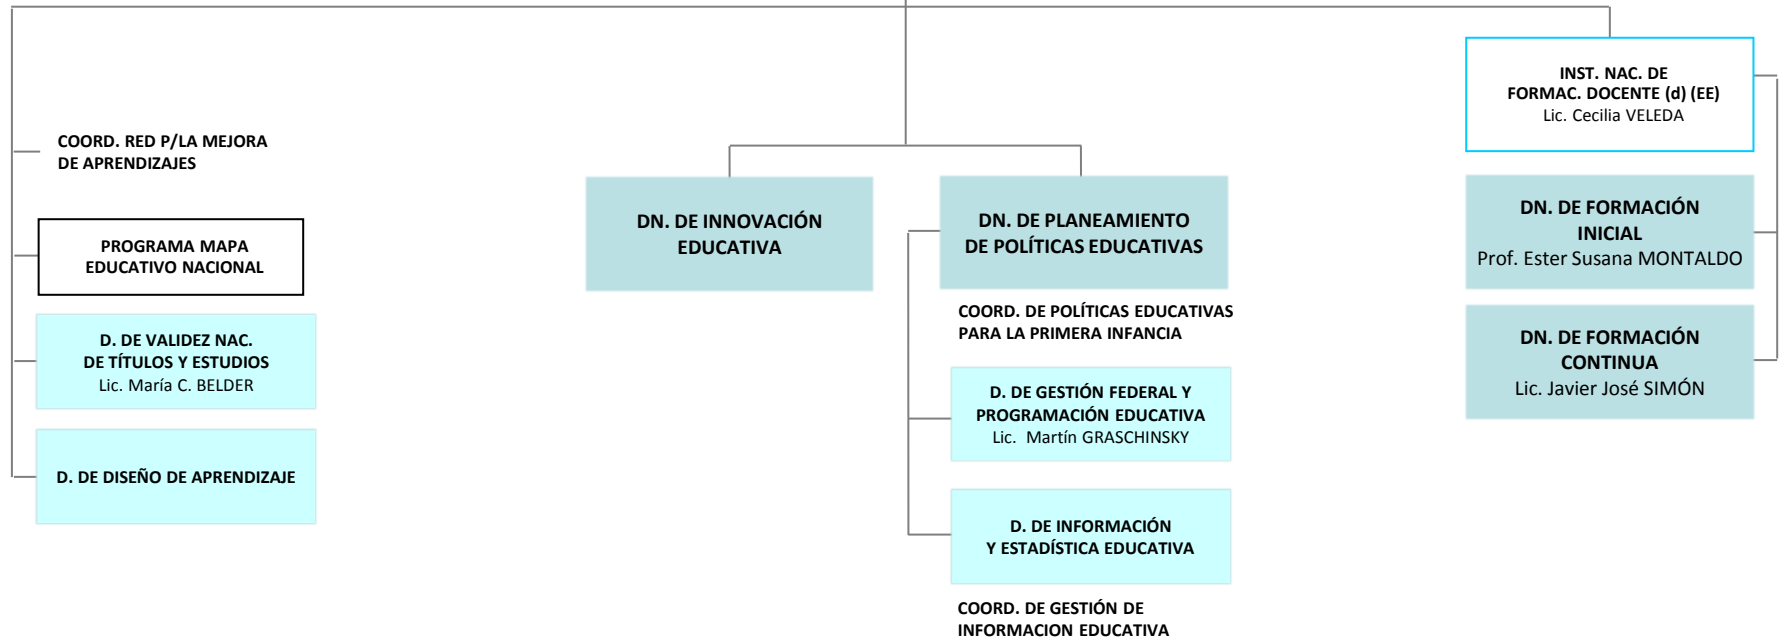 COORD. RED P/LA MEJORA
DE APRENDIZAJES
PROGRAMA MAPA
EDUCATIVO NACIONAL
D. DE VALIDEZ NAC.
DE TÍTULOS Y ESTUDIOS
Lic. María C. BELDER
D. DE DISEÑO DE APRENDIZAJE
DN. DE INNOVACIÓN
EDUCATIVA
DN. DE PLANEAMIENTO
DE POLÍTICAS EDUCATIVAS
COORD. DE POLÍTICAS EDUCATIVAS
PARA LA PRIMERA INFANCIA
D. DE GESTIÓN FEDERAL Y
PROGRAMACIÓN EDUCATIVA
Lic. Martín GRASCHINSKY
D. DE INFORMACIÓN
Y ESTADÍSTICA EDUCATIVA
COORD. DE GESTIÓN DE
INFORMACION EDUCATIVA
INST. NAC. DE
FORMAC. DOCENTE (d) (EE)
Lic. Cecilia VELEDA
DN. DE FORMACIÓN
INICIAL
Prof. Ester Susana MONTALDO
DN. DE FORMACIÓN
CONTINUA
Lic. Javier José SIMÓN